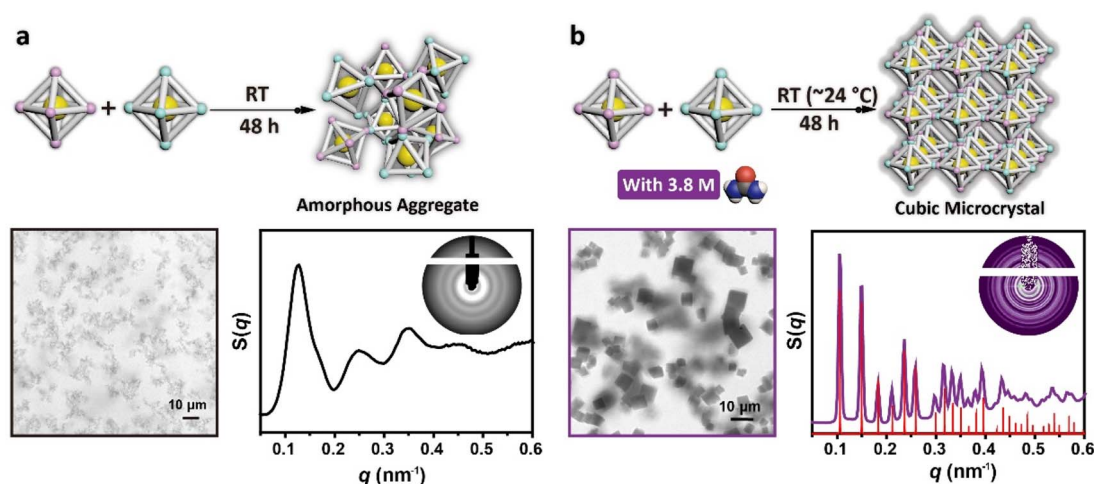 a
+
RT
48 h
Amorphous Aggregate
10 μm
S(q)
0.1 0.2 0.3 0.4 0.5 0.6
q (nm⁻¹)
b
+
RT (~24 °C)
48 h
With 3.8 M
Cubic Microcrystal
10 μm
S(q)
0.1 0.2 0.3 0.4 0.5 0.6
q (nm⁻¹)